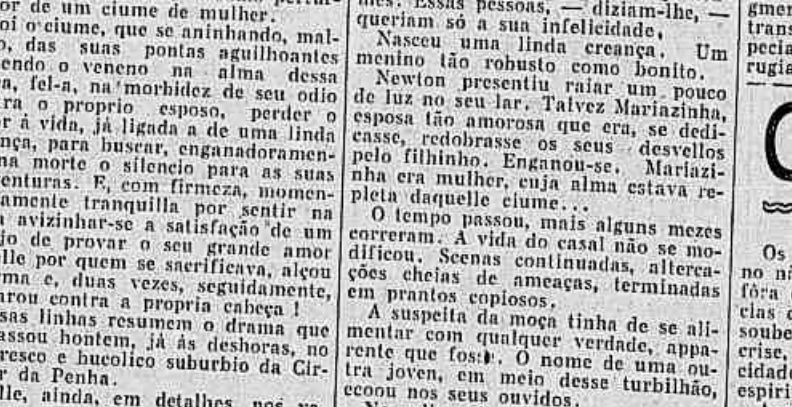 or de um ciume de mulher.
oi o ciume, que se aninhando, mal-
o, das suas pontas aguilhoantes
endo o veneno na alma dessa
a, fel-a, na morbidez de seu odio
ra o proprio esposo, perder o
or á vida, já ligada a de uma linda
nça, para buscar, enganadoramen-
na morte o silencio para as suas
enturas. E, com firmeza, momen-
amente tranquilla por sentir na
a avizinhar-se a satisfação de um
jo de provar o seu grande amor
elle por quem se sacrificava, alçou
rma e, duas vezes, seguidamente,
arou contra a propria cabeça !
sas linhas resumem o drama que
assou hontem, já ás deshoras, no
resco e bucolico suburbio da Cir-
r da Penha.
lle, ainda, em detalhes, nos
Essas pessoas, — diziam-lhe, —
queriam só a sua infelicidade.
Nasceu uma linda creança. Um
menino tão robusto como bonito.
Newton presentiu raiar um pouco
de luz no seu lar. Talvez Mariazinha,
esposa tão amorosa que era, se dedi-
casse, redobrasse os seus desvellos
pelo filhinho. Enganou-se. Mariazi-
nha era mulher, cuja alma estava re-
pleta daquelle ciume...
O tempo passou, mais alguns mezes
correram. A vida do casal não se mo-
dificou. Scenas continuadas, alterca-
ções cheias de ameaças, terminadas
em prantos copiosos.
A suspeita da moça tinha de se ali-
mentar com qualquer verdade, appa-
rente que fosse. O nome de uma ou-
tra joven, em meio desse turbilhão,
ecoou nos seus ouvidos.
gmen
trans
pecia
rugia
Os
no nã
fóra
cias
soube
crise,
cidade
espiri